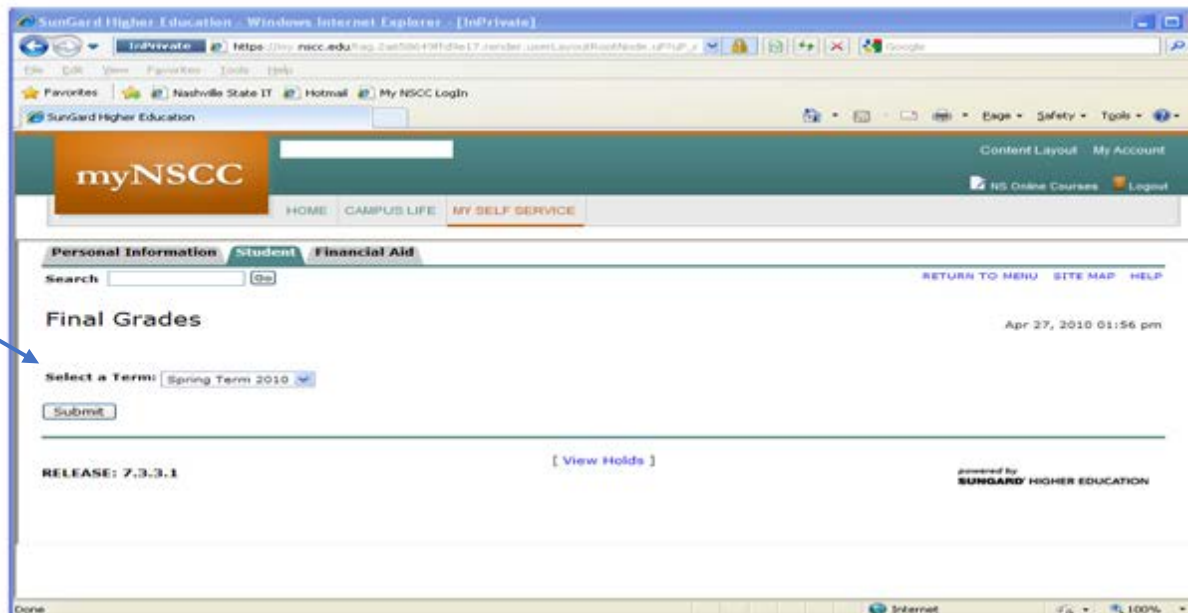 SunGard Higher Education - Windows Internet Explorer - [InPrivate]
InPrivate https nscc.edu Google
File Edit View Favorites Tools Help
Favorites Nashville State IT Hotmail My NSCC Login
SunGard Higher Education Page Safety Tools
myNSCC
Content Layout My Account
NS Online Courses Logout
HOME CAMPUS LIFE MY SELF SERVICE
Personal Information Student Financial Aid
Search Go RETURN TO MENU SITE MAP HELP
Final Grades
Apr 27, 2010 01:56 pm
Select a Term: Spring Term 2010
Submit
[ View Holds ]
RELEASE: 7.3.3.1
powered by
SUNGARD HIGHER EDUCATION
Done Internet 100%